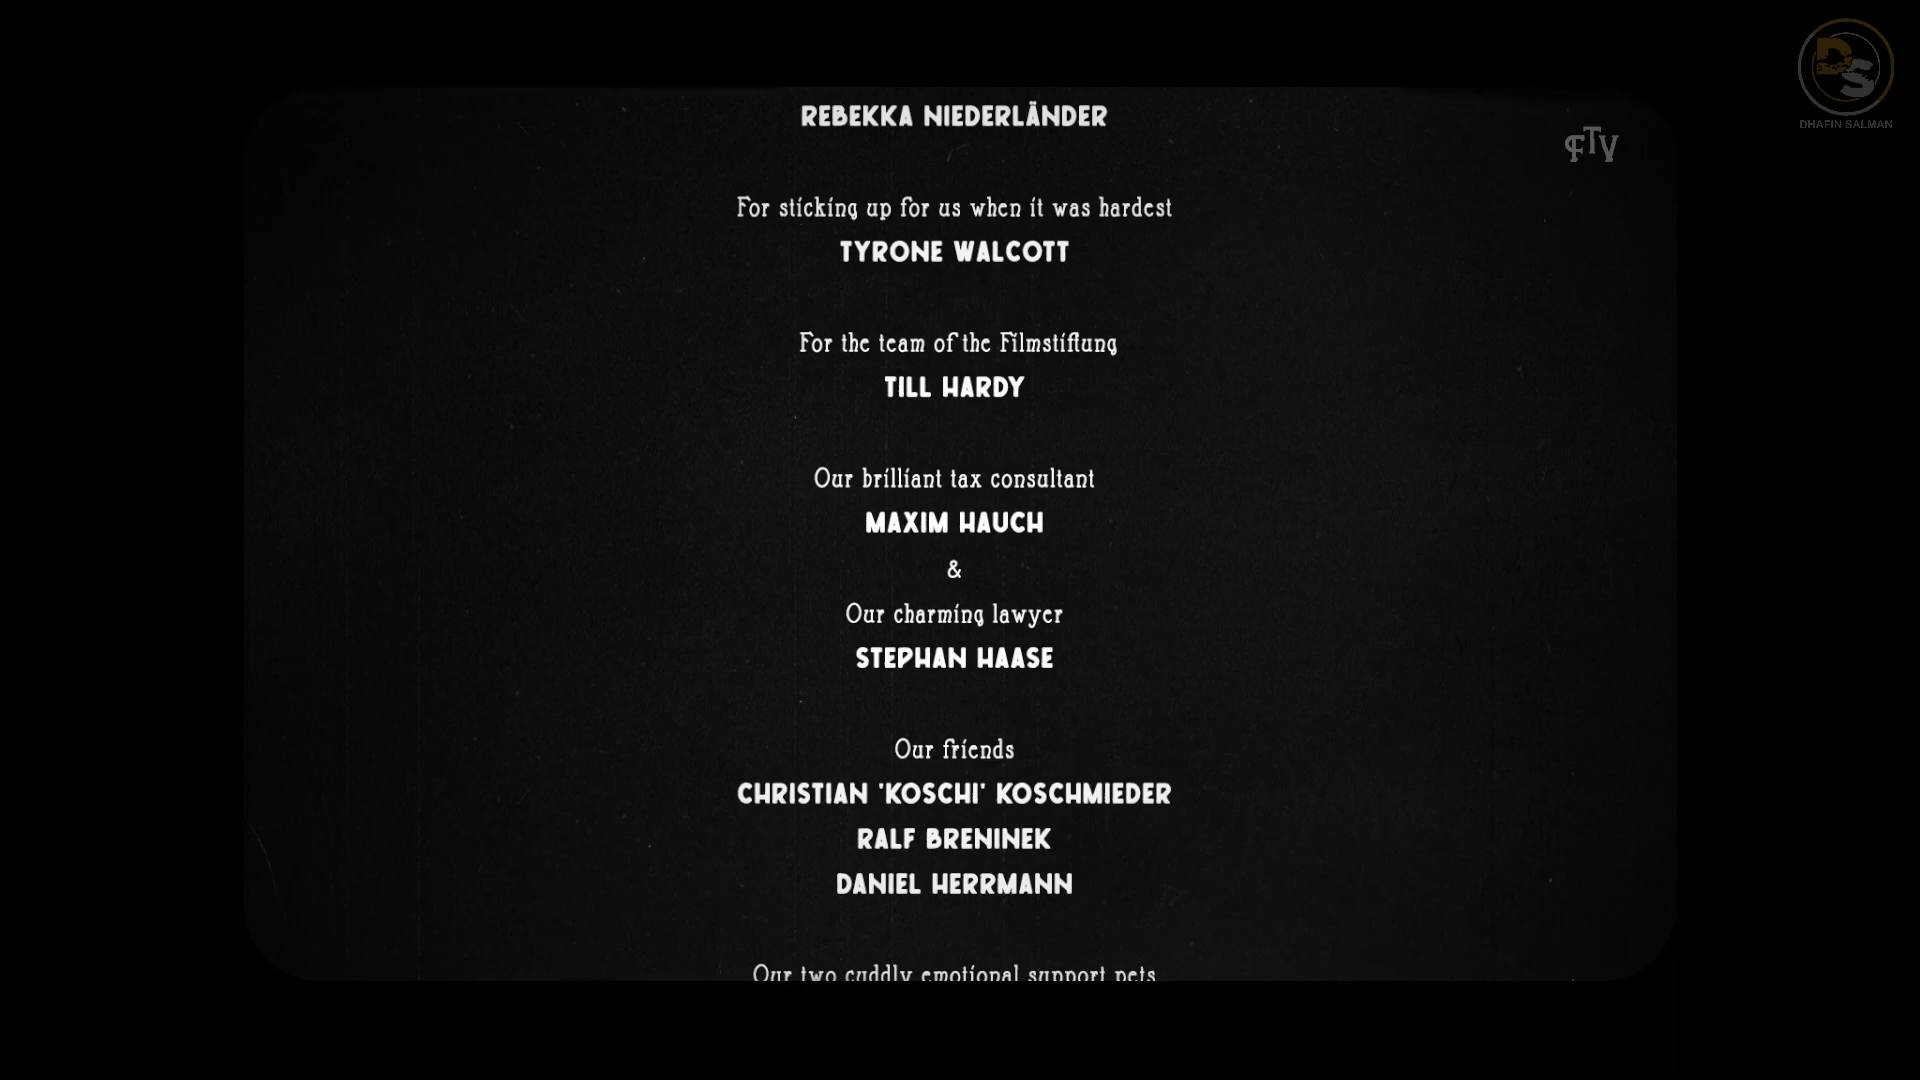 DS
DHAFIN SALMAN
FTV
REBEKKA NIEDERLÄNDER
For sticking up for us when it was hardest
TYRONE WALCOTT
For the team of the Filmstiftung
TILL HARDY
Our brilliant tax consultant
MAXIM HAUCH
&
Our charming lawyer
STEPHAN HAASE
Our friends
CHRISTIAN 'KOSCHI' KOSCHMIEDER
RALF BRENINEK
DANIEL HERRMANN
Our two cuddly emotional support pets